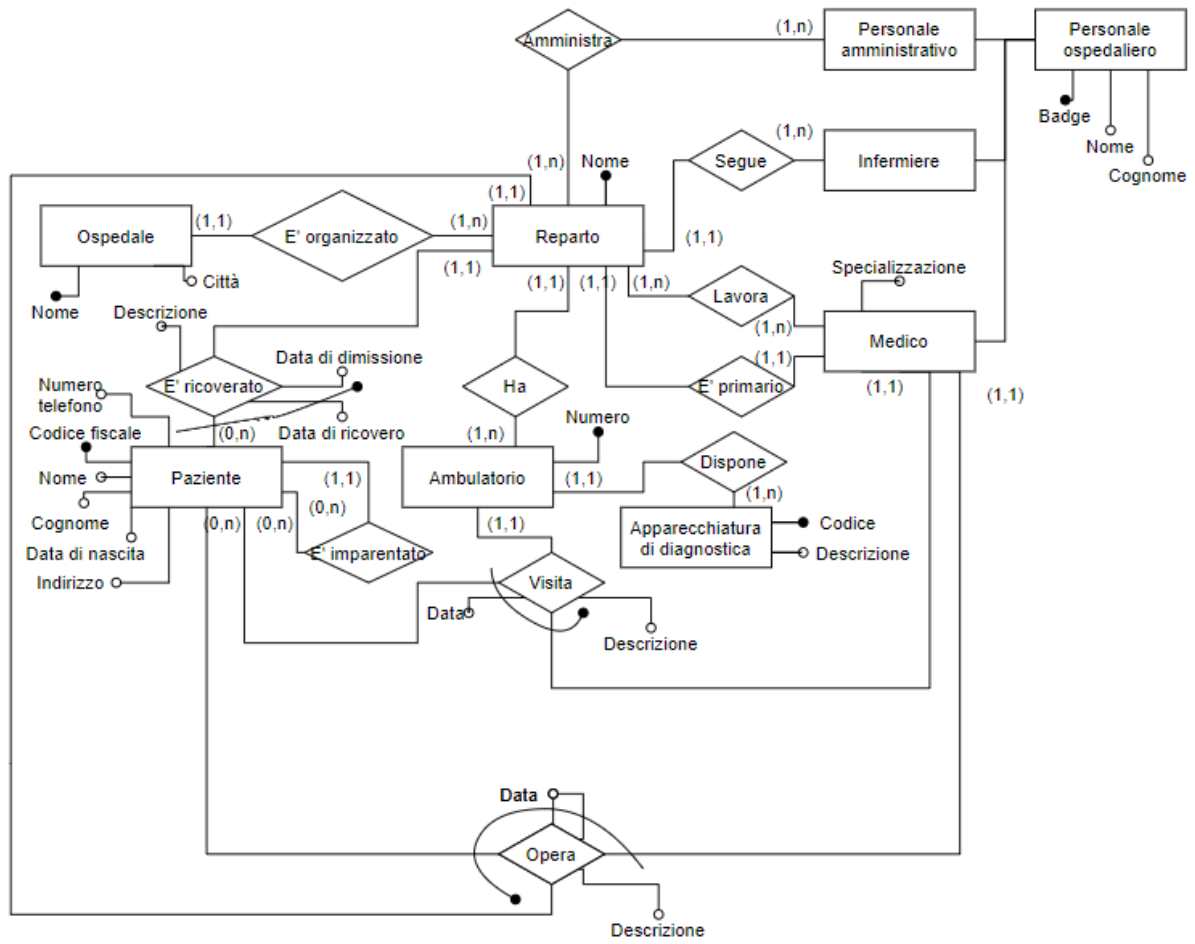 Amministra
(1,n)
Personale
amministrativo
Personale
ospedaliero
Badge
Nome
Cognome
(1,n)
Segue
(1,n)
Infermiere
Nome
(1,n)
(1,1)
Ospedale
(1,1)
E' organizzato
(1,n)
Reparto
(1,1)
(1,1)
(1,1)
(1,1)
(1,n)
Specializzazione
Nome
Città
Descrizione
Lavora
(1,n)
Medico
(1,1)
E' primario
(1,1)
(1,1)
Data di dimissione
E' ricoverato
Ha
Numero
telefono
Data di ricovero
(0,n)
(1,n)
Numero
Codice fiscale
Nome
Paziente
(1,1)
Ambulatorio
(1,1)
Dispone
(1,n)
Cognome
(0,n)
(0,n)
(0,n)
(1,1)
Apparecchiatura
di diagnostica
Codice
Descrizione
Data di nascita
E' imparentato
Indirizzo
Visita
Data
Descrizione
Data
Opera
Descrizione